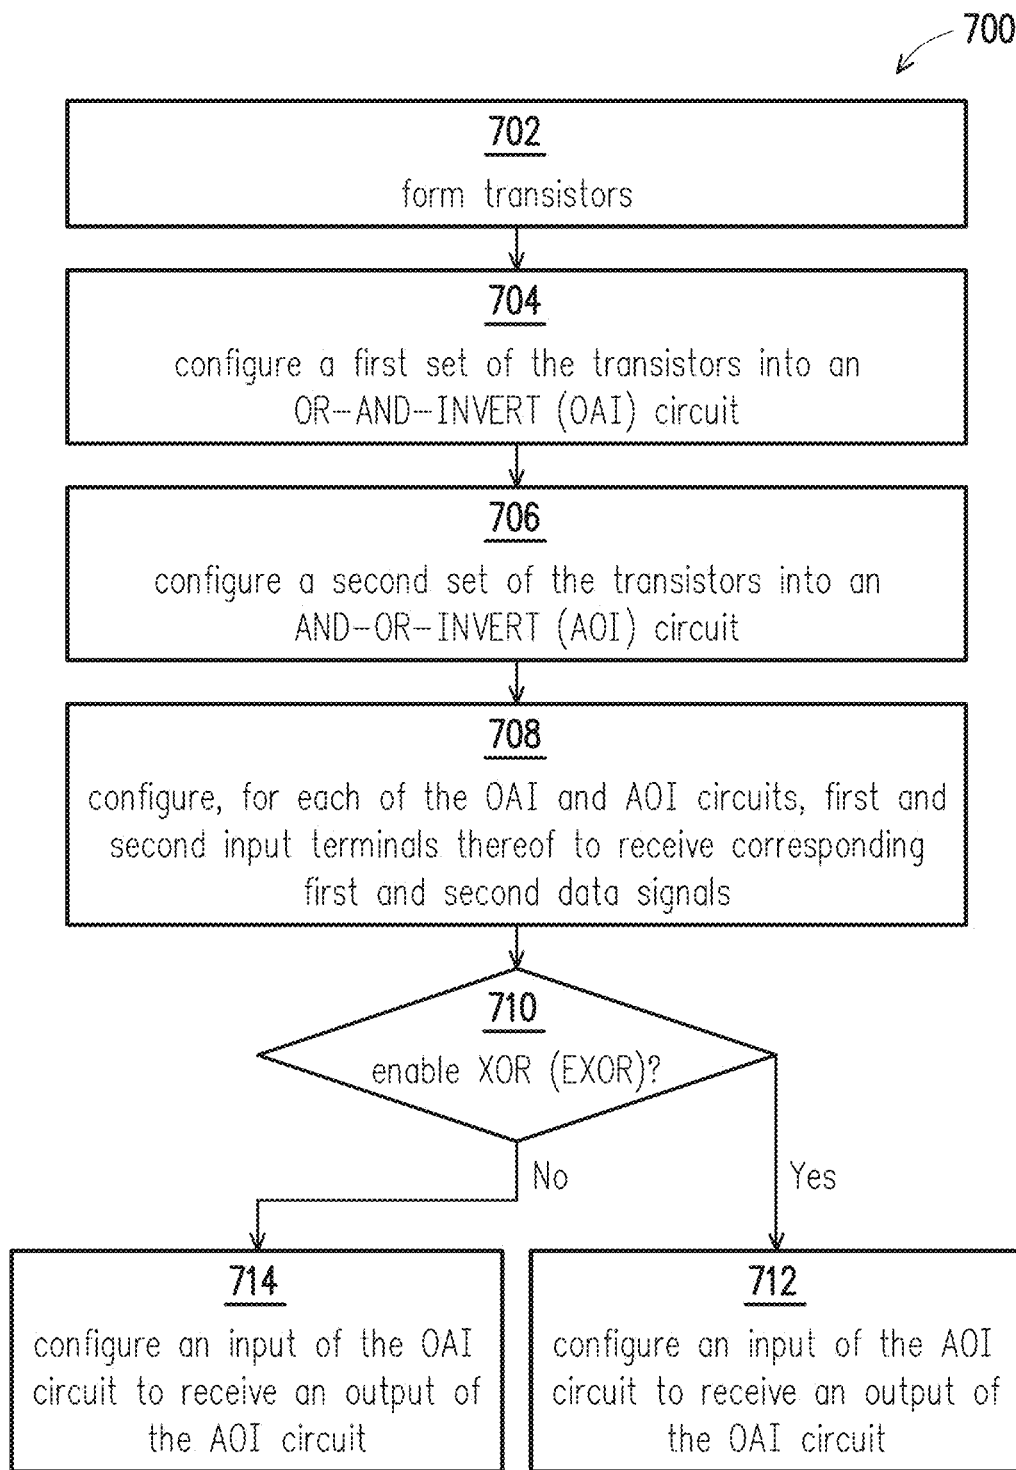 700
702
form transistors
704
configure a first set of the transistors into an
OR-AND-INVERT (OAI) circuit
706
configure a second set of the transistors into an
AND-OR-INVERT (AOI) circuit
708
configure, for each of the OAI and AOI circuits, first and
second input terminals thereof to receive corresponding
first and second data signals
710
enable XOR (EXOR)?
No
Yes
714
configure an input of the OAI
circuit to receive an output of
the AOI circuit
712
configure an input of the AOI
circuit to receive an output of
the OAI circuit